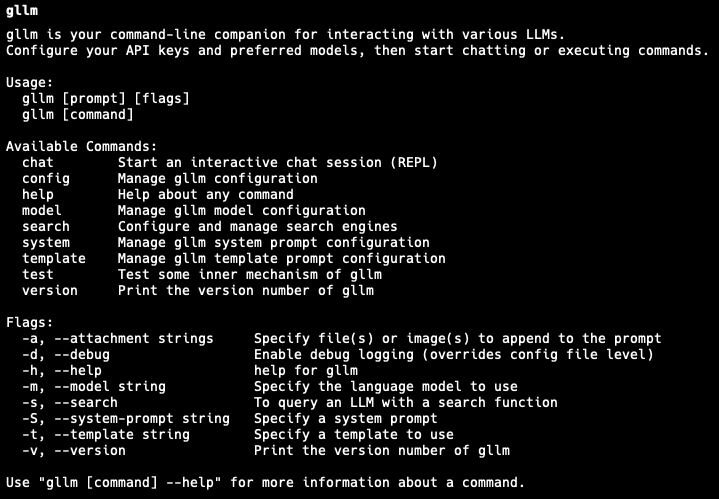 gllm
gllm is your command-line companion for interacting with various LLMs.
Configure your API keys and preferred models, then start chatting or executing commands.

Usage:
  gllm [prompt] [flags]
  gllm [command]

Available Commands:
  chat        Start an interactive chat session (REPL)
  config      Manage gllm configuration
  help        Help about any command
  model       Manage gllm model configuration
  search      Configure and manage search engines
  system      Manage gllm system prompt configuration
  template    Manage gllm template prompt configuration
  test        Test some inner mechanism of gllm
  version     Print the version number of gllm

Flags:
  -a, --attachment strings     Specify file(s) or image(s) to append to the prompt
  -d, --debug                  Enable debug logging (overrides config file level)
  -h, --help                   help for gllm
  -m, --model string           Specify the language model to use
  -s, --search                 To query an LLM with a search function
  -S, --system-prompt string   Specify a system prompt
  -t, --template string        Specify a template to use
  -v, --version                Print the version number of gllm

Use "gllm [command] --help" for more information about a command.